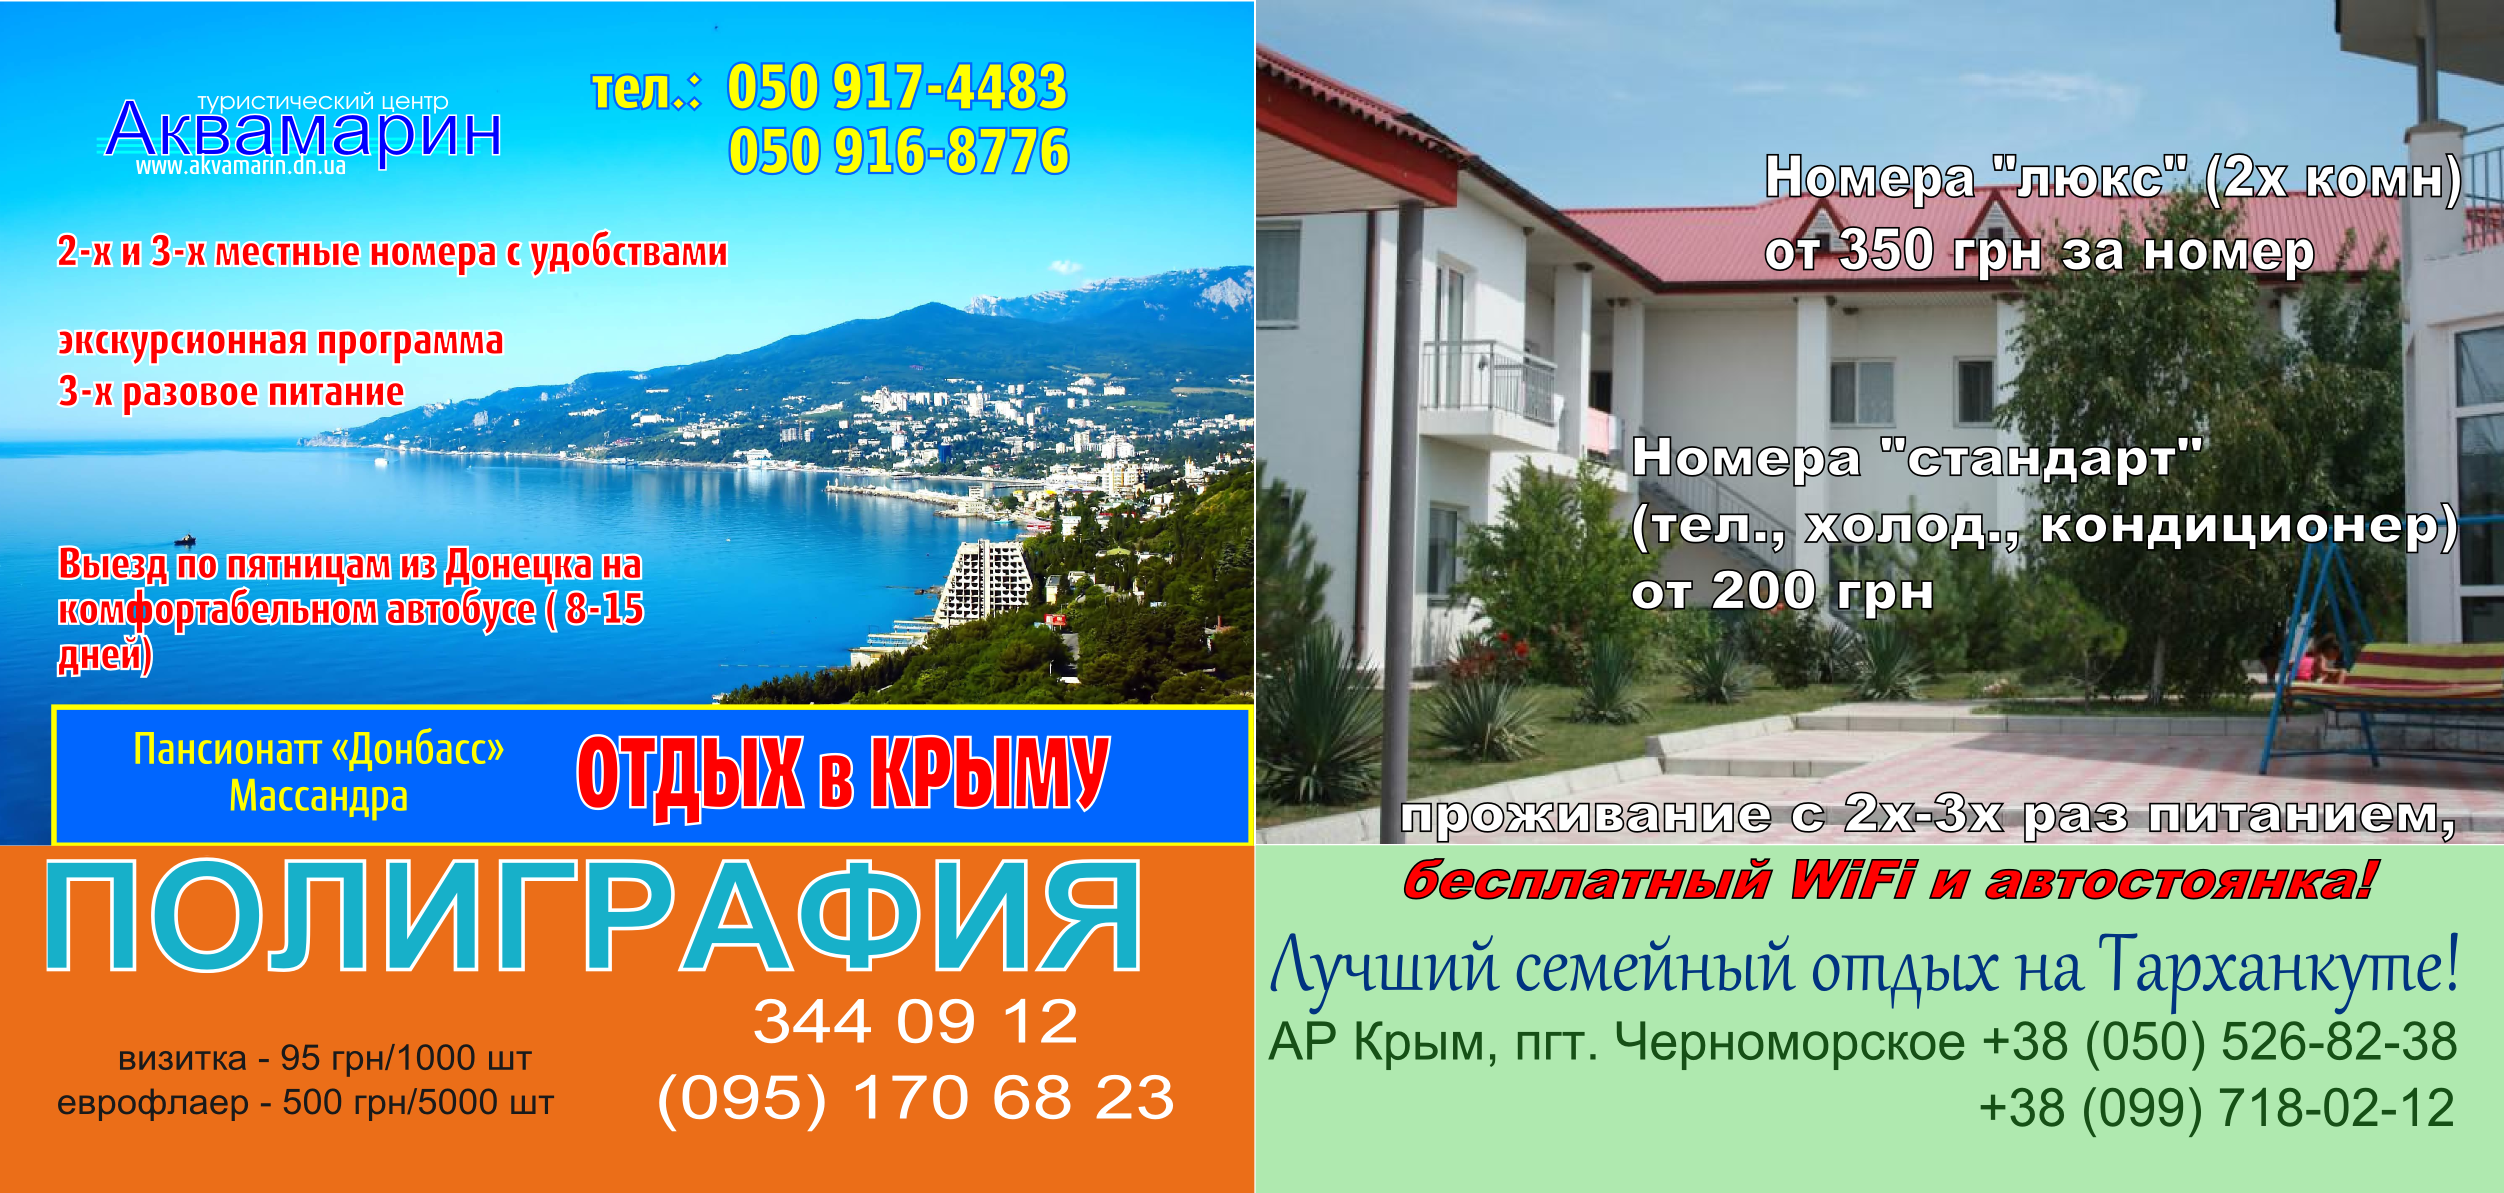 туристический центр
Аквамарин
www.akvamarin.dn.ua
тел.: 050 917-4483
050 916-8776
2-х и 3-х местные номера с удобствами
экскурсионная программа
3-х разовое питание
Выезд по пятницам из Донецка на
комфортабельном автобусе ( 8-15
дней)
Пансионатт «Донбасс»
Массандра
ОТДЫХ в КРЫМУ
ПОЛИГРАФИЯ
344 09 12
(095) 170 68 23
визитка - 95 грн/1000 шт
еврофлаер - 500 грн/5000 шт
Номера "люкс" (2х комн)
от 350 грн за номер
Номера "стандарт"
(тел., холод., кондиционер)
от 200 грн
проживание с 2х-3х раз питанием,
бесплатный WiFi и автостоянка!
Лучший семейный отдых на Тарханкуте!
АР Крым, пгт. Черноморское +38 (050) 526-82-38
+38 (099) 718-02-12